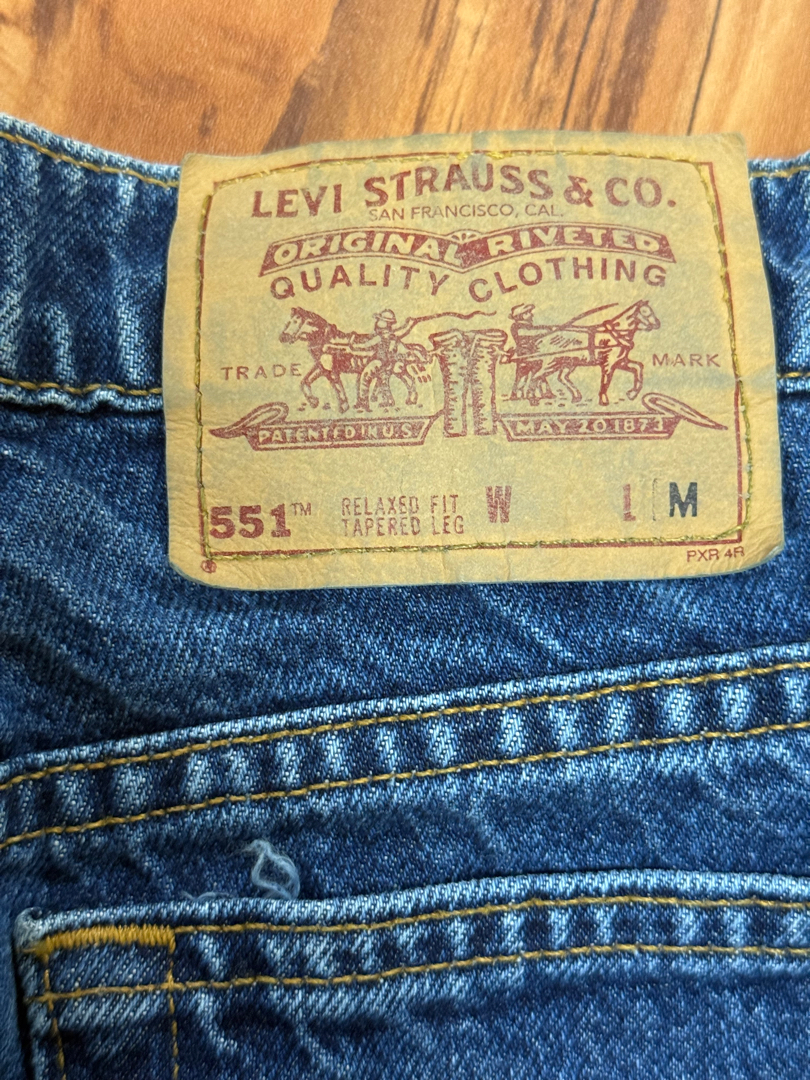 LEVI STRAUSS & CO.
SAN FRANCISCO, CAL.
ORIGINAL RIVETED
QUALITY CLOTHING
TRADE MARK
PATENTED IN U.S. MAY 20 1873
551™ RELAXED FIT W L M
TAPERED LEG
PXR 4R